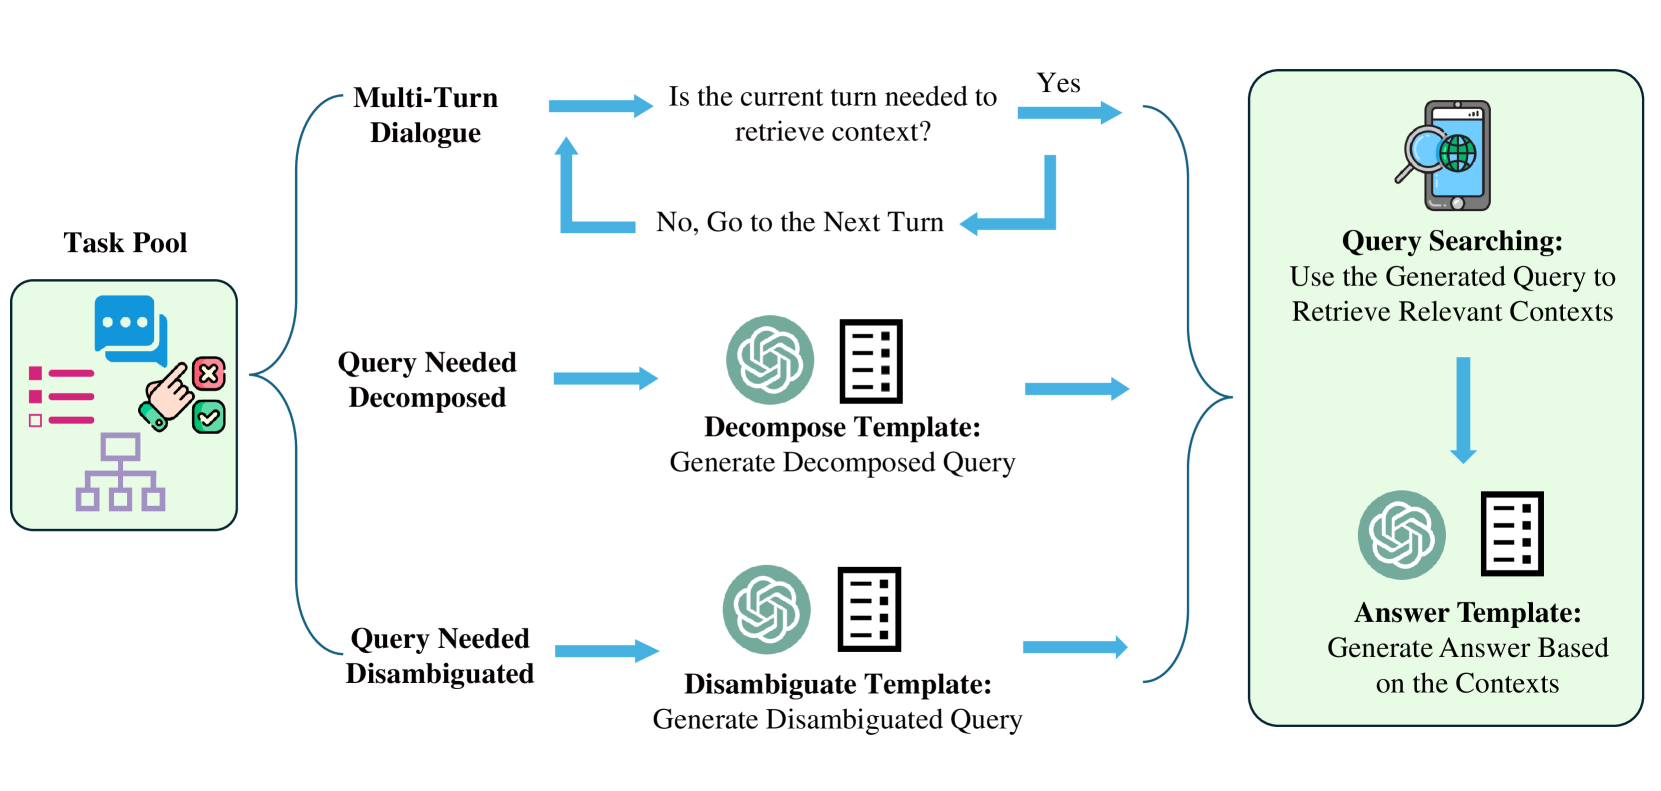 Task Pool
Multi-Turn
Dialogue
Is the current turn needed to
retrieve context?
Yes
No, Go to the Next Turn
Query Needed
Decomposed
Decompose Template:
Generate Decomposed Query
Query Needed
Disambiguated
Disambiguate Template:
Generate Disambiguated Query
Query Searching:
Use the Generated Query to
Retrieve Relevant Contexts
Answer Template:
Generate Answer Based
on the Contexts